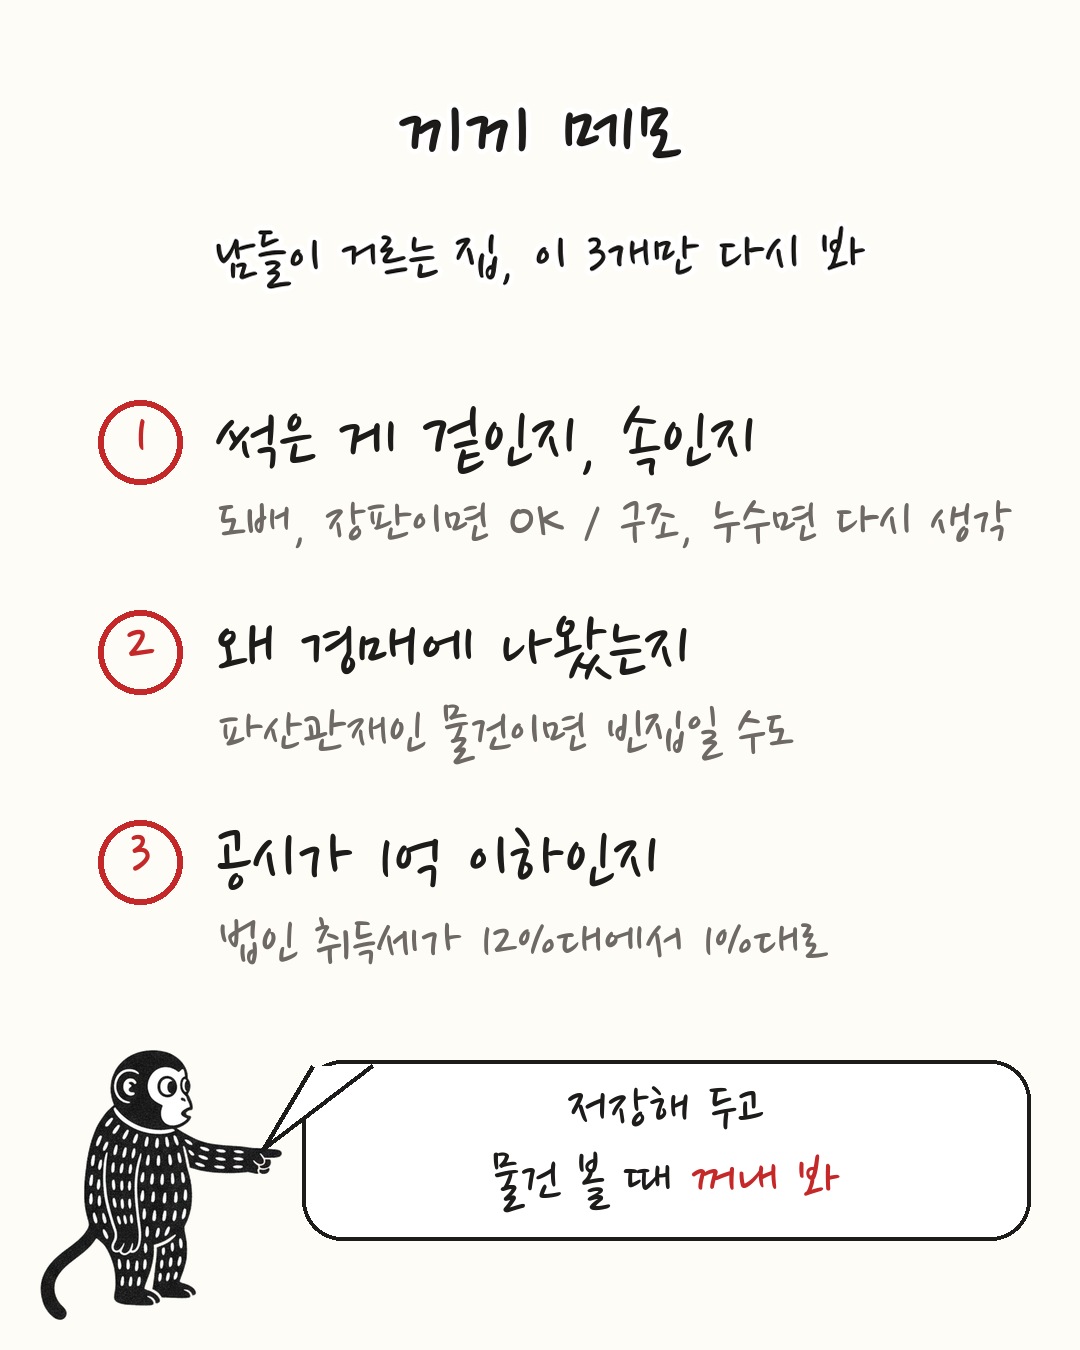 끼끼 메모
남들이 거르는 집, 이 3개만 다시 봐
1
썩은 게 겉인지, 속인지
도배, 장판이면 OK / 구조, 누수면 다시 생각
2
왜 경매에 나왔는지
파산관재인 물건이면 빈집일 수도
3
공시가 1억 이하인지
법인 취득세가 12%대에서 1%대로
저장해 두고
물건 볼 때 꺼내 봐